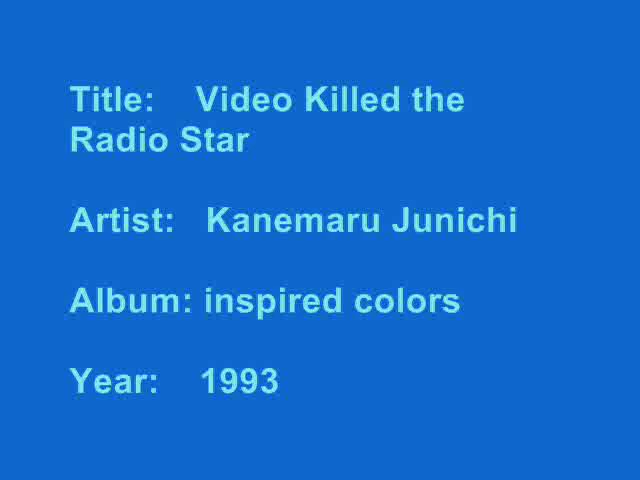 Title: Video Killed the
Radio Star
Artist: Kanemaru Junichi
Album: inspired colors
Year: 1993